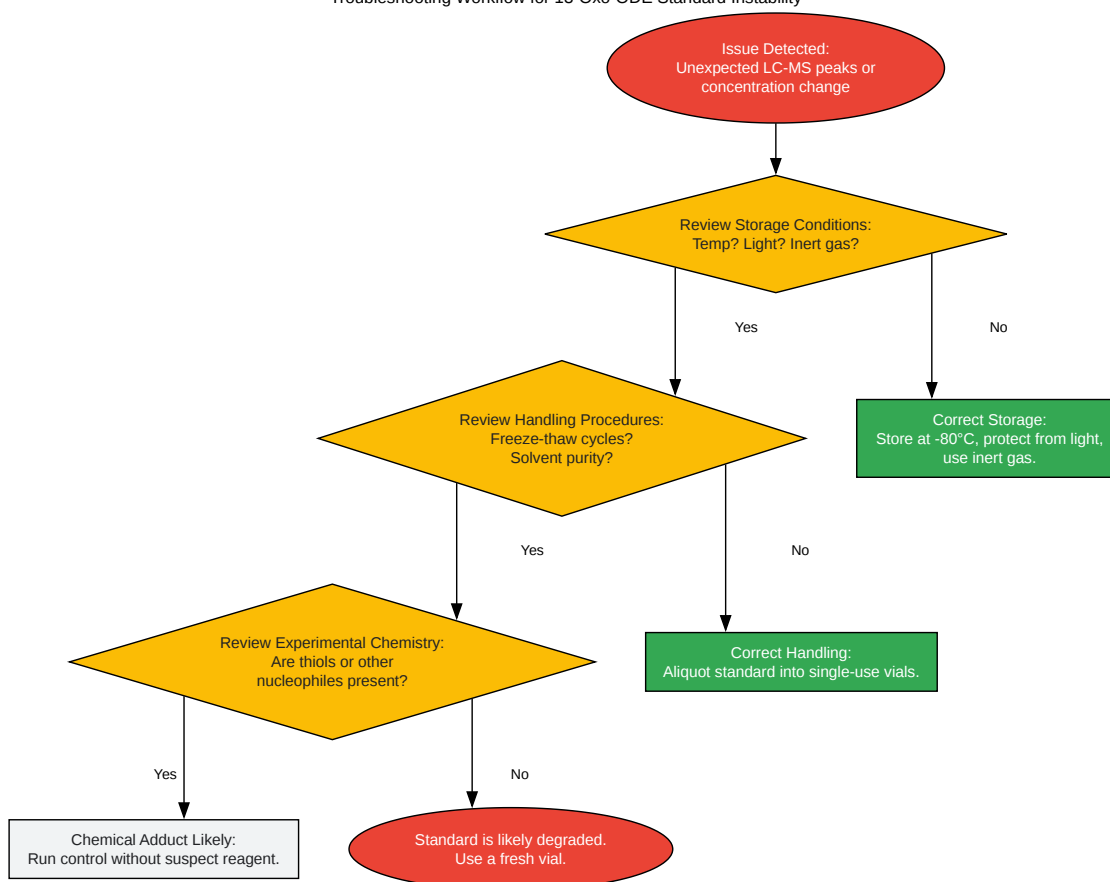 Troubleshooting Workflow for 13-Oxo-ODE Standard Instability
Issue Detected:
Unexpected LC-MS peaks or
concentration change
Review Storage Conditions:
Temp? Light? Inert gas?
Yes
No
Review Handling Procedures:
Freeze-thaw cycles?
Solvent purity?
Correct Storage:
Store at -80°C, protect from light,
use inert gas.
Yes
No
Review Experimental Chemistry:
Are thiols or other
nucleophiles present?
Correct Handling:
Aliquot standard into single-use vials.
Yes
No
Chemical Adduct Likely:
Run control without suspect reagent.
Standard is likely degraded.
Use a fresh vial.